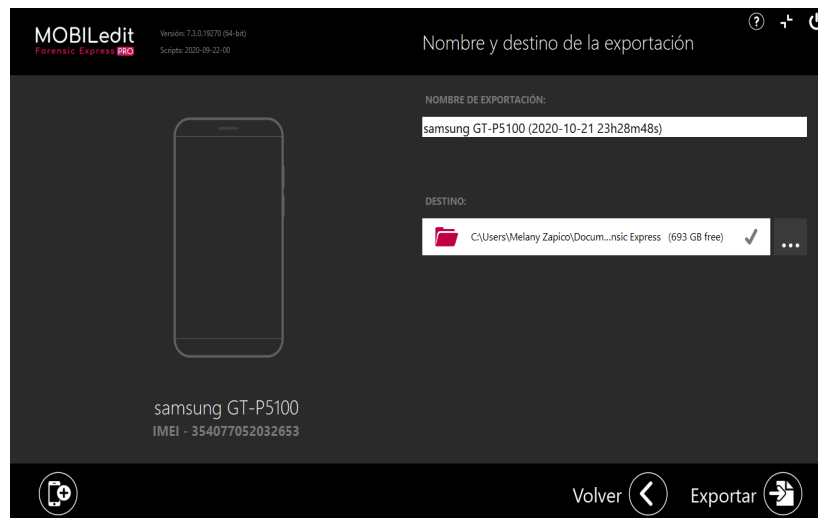 MOBILedit
Forensic Express PRO
Versión: 7.3.0.19270 (64-bit)
Scripts: 2020-09-22-00
Nombre y destino de la exportación
?
NOMBRE DE EXPORTACIÓN:
samsung GT-P5100 (2020-10-21 23h28m48s)
DESTINO:
C:\Users\Melany Zapico\Docum...nsic Express (693 GB free)
...
samsung GT-P5100
IMEI - 354077052032653
Volver
Exportar